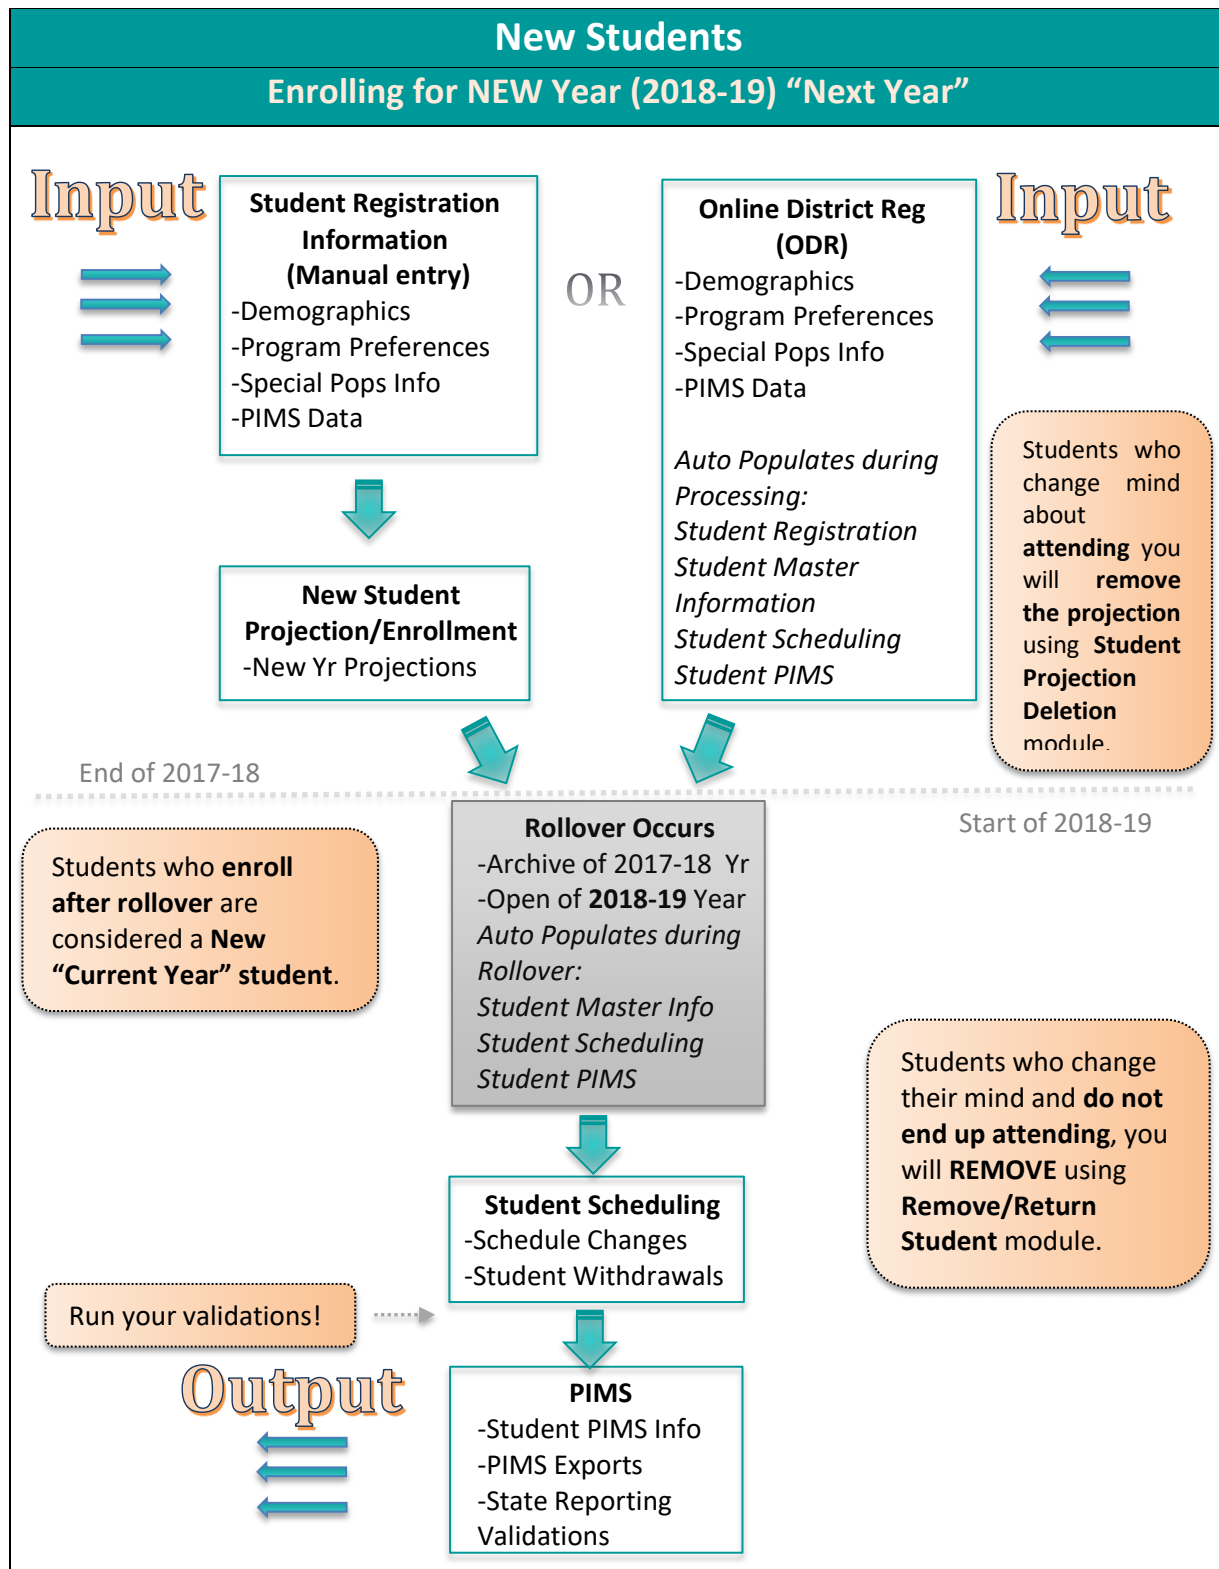 New Students
Enrolling for NEW Year (2018-19) “Next Year”
Input
Student Registration
Information
(Manual entry)
-Demographics
-Program Preferences
-Special Pops Info
-PIMS Data
OR
Online District Reg
(ODR)
-Demographics
-Program Preferences
-Special Pops Info
-PIMS Data
Auto Populates during
Processing:
Student Registration
Student Master
Information
Student Scheduling
Student PIMS
Input
Students who
change mind
about
attending you
will remove
the projection
using Student
Projection
Deletion
module.
New Student
Projection/Enrollment
-New Yr Projections
End of 2017-18
Start of 2018-19
Rollover Occurs
-Archive of 2017-18 Yr
-Open of 2018-19 Year
Auto Populates during
Rollover:
Student Master Info
Student Scheduling
Student PIMS
Students who enroll
after rollover are
considered a New
“Current Year” student.
Students who change
their mind and do not
end up attending, you
will REMOVE using
Remove/Return
Student module.
Student Scheduling
-Schedule Changes
-Student Withdrawals
Run your validations!
Output
PIMS
-Student PIMS Info
-PIMS Exports
-State Reporting
Validations